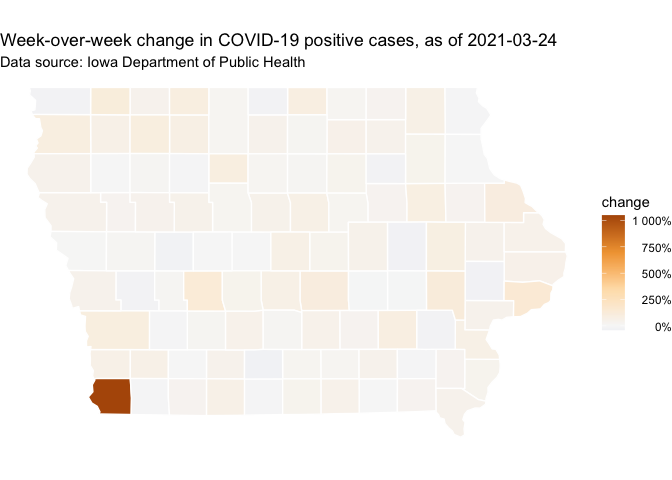 Week-over-week change in COVID-19 positive cases, as of 2021-03-24
Data source: Iowa Department of Public Health
change
1 000%
750%
500%
250%
0%